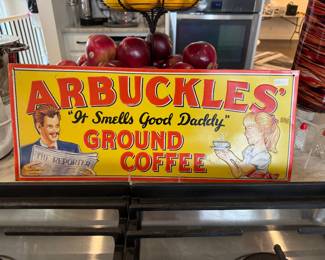 ARBUCKLES'
"It Smells Good Daddy"
GROUND
COFFEE
THE REPORTER